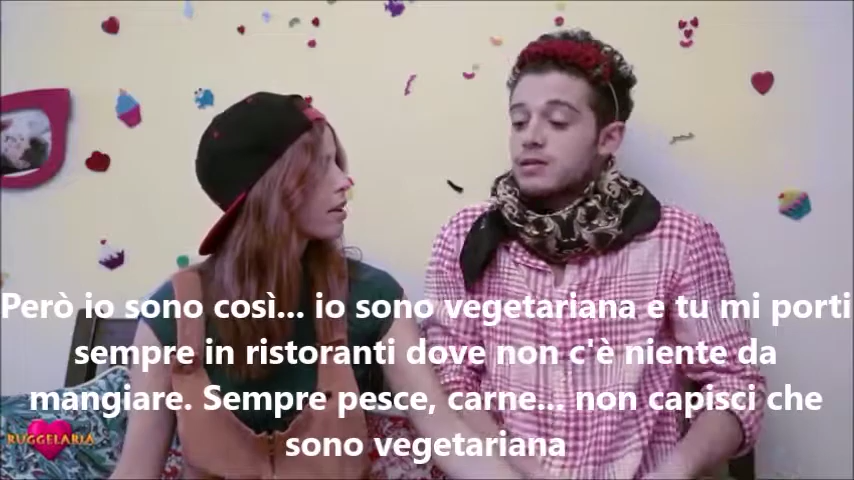 Però io sono così... io sono vegetariana e tu mi porti
sempre in ristoranti dove non c'è niente da
mangiare. Sempre pesce, carne... non capisci che
sono vegetariana
RUGGELARIA